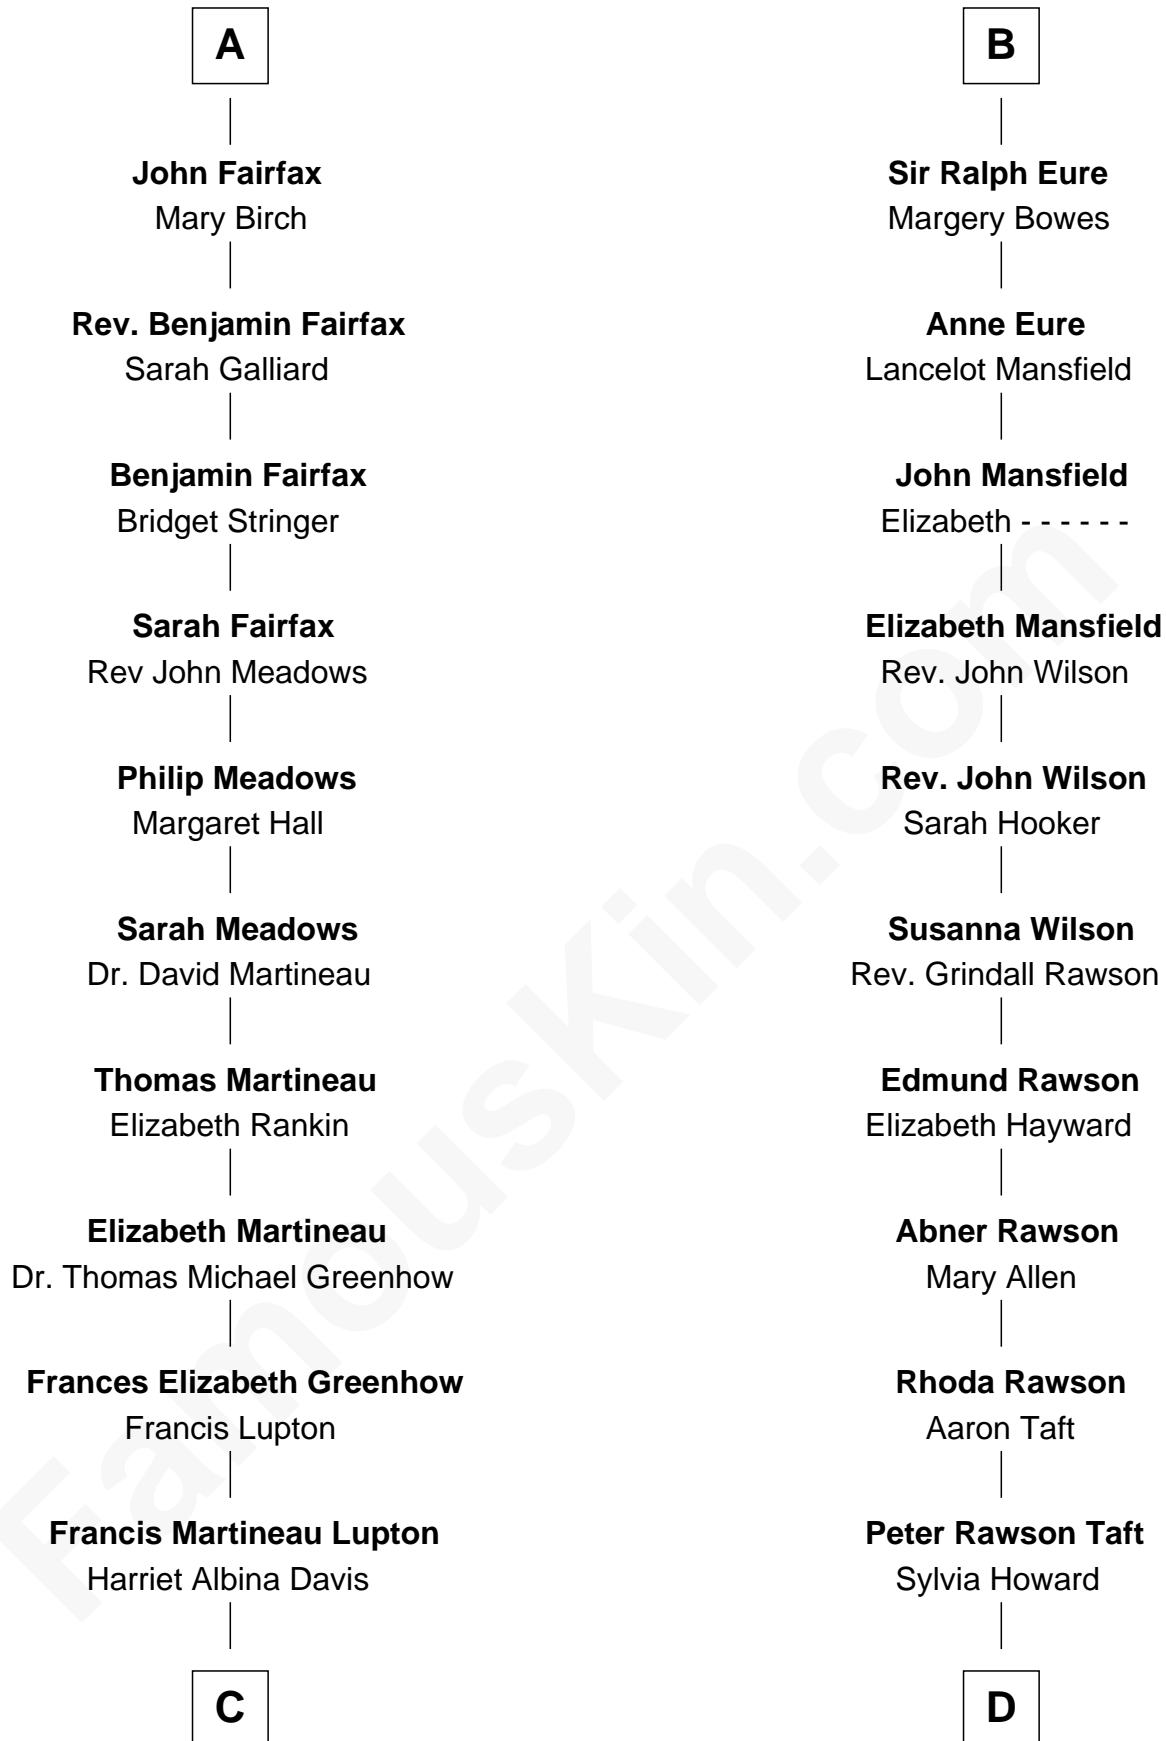 A
John Fairfax
Mary Birch
Rev. Benjamin Fairfax
Sarah Galliard
Benjamin Fairfax
Bridget Stringer
Sarah Fairfax
Rev John Meadows
Philip Meadows
Margaret Hall
Sarah Meadows
Dr. David Martineau
Thomas Martineau
Elizabeth Rankin
Elizabeth Martineau
Dr. Thomas Michael Greenhow
Frances Elizabeth Greenhow
Francis Lupton
Francis Martineau Lupton
Harriet Albina Davis
C
B
Sir Ralph Eure
Margery Bowes
Anne Eure
Lancelot Mansfield
John Mansfield
Elizabeth - - - - - -
Elizabeth Mansfield
Rev. John Wilson
Rev. John Wilson
Sarah Hooker
Susanna Wilson
Rev. Grindall Rawson
Edmund Rawson
Elizabeth Hayward
Abner Rawson
Mary Allen
Rhoda Rawson
Aaron Taft
Peter Rawson Taft
Sylvia Howard
D
FamousKin.com